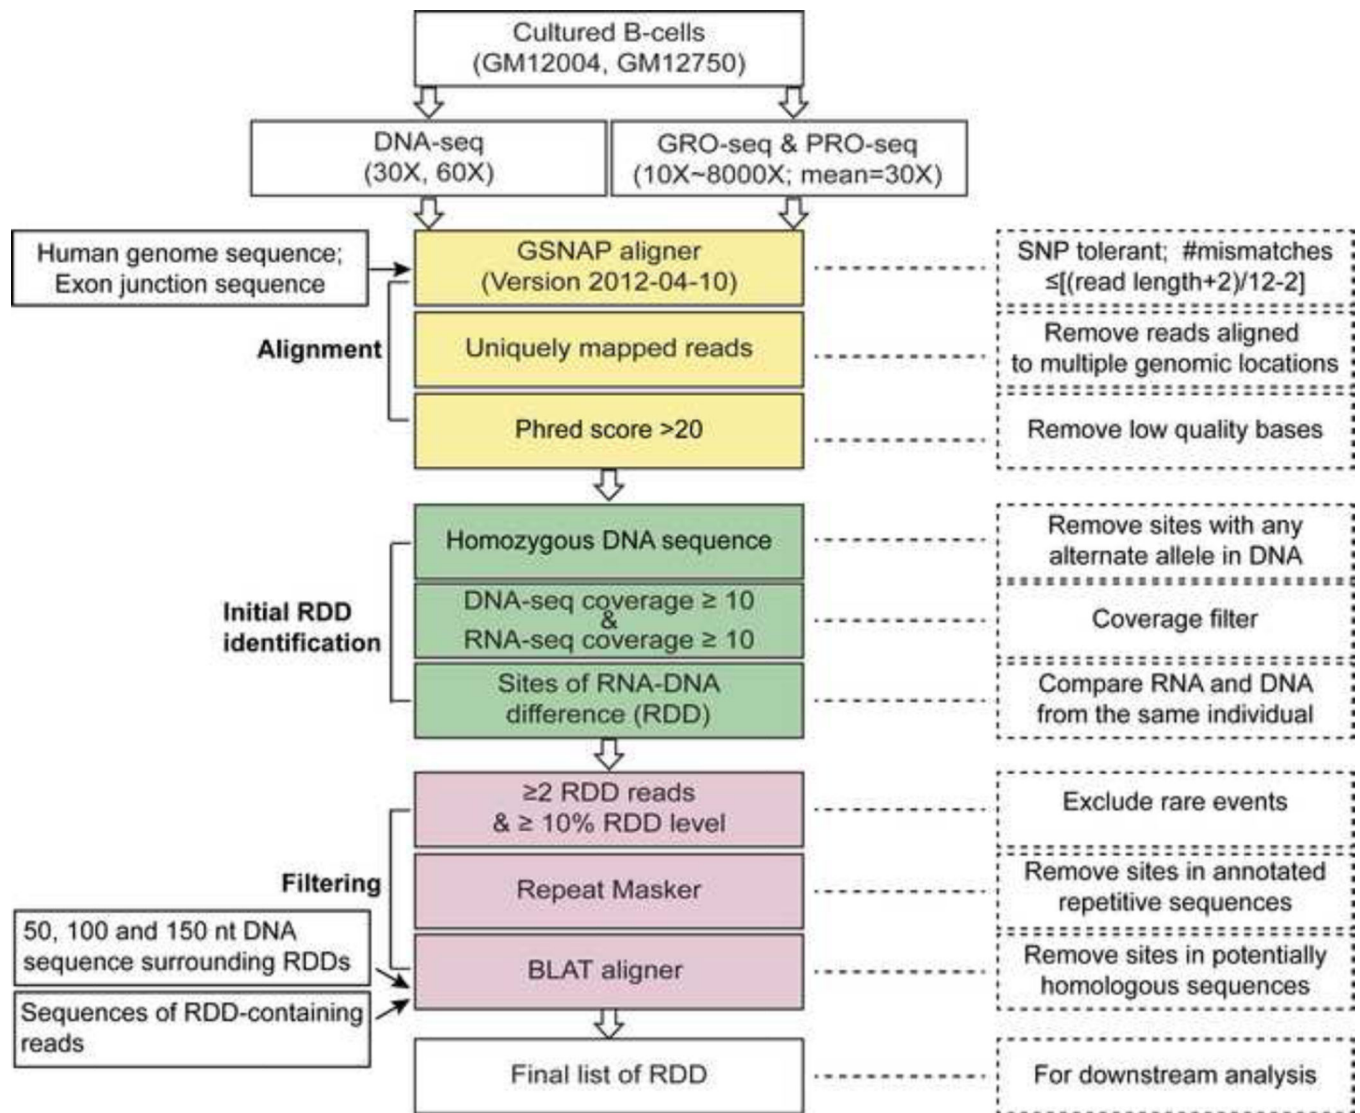 Cultured B-cells
(GM12004, GM12750)
DNA-seq
(30X, 60X)
GRO-seq & PRO-seq
(10X~8000X; mean=30X)
Human genome sequence;
Exon junction sequence
GSNAP aligner
(Version 2012-04-10)
SNP tolerant; #mismatches
≤[(read length+2)/12-2]
Alignment
Uniquely mapped reads
Remove reads aligned
to multiple genomic locations
Phred score >20
Remove low quality bases
Homozygous DNA sequence
Remove sites with any
alternate allele in DNA
Initial RDD
identification
DNA-seq coverage ≥ 10
&
RNA-seq coverage ≥ 10
Coverage filter
Sites of RNA-DNA
difference (RDD)
Compare RNA and DNA
from the same individual
≥2 RDD reads
& ≥ 10% RDD level
Exclude rare events
Filtering
Repeat Masker
Remove sites in annotated
repetitive sequences
50, 100 and 150 nt DNA
sequence surrounding RDDs
BLAT aligner
Remove sites in potentially
homologous sequences
Sequences of RDD-containing
reads
Final list of RDD
For downstream analysis